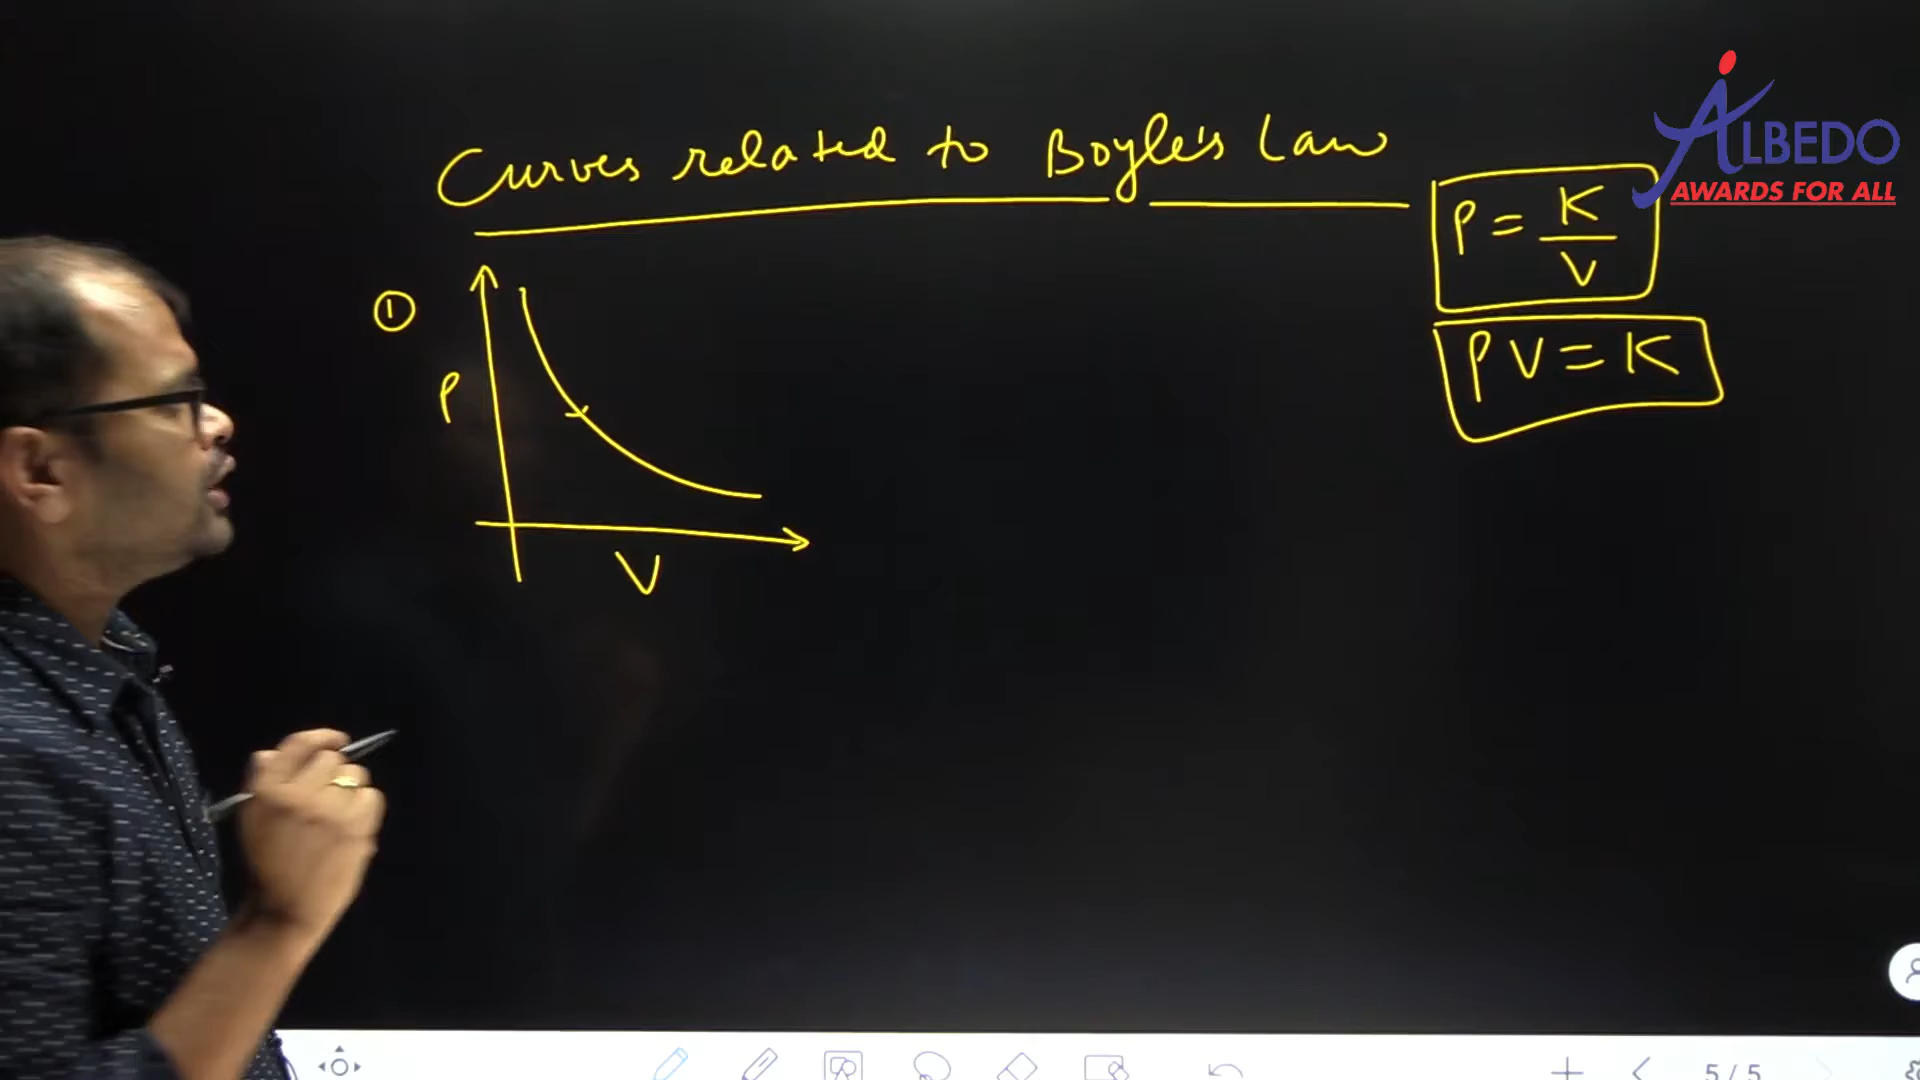 Curves related to Boyle's Law
ALBEDO
AWARDS FOR ALL
P = K / V
PV = K
①
P
V
5 / 5